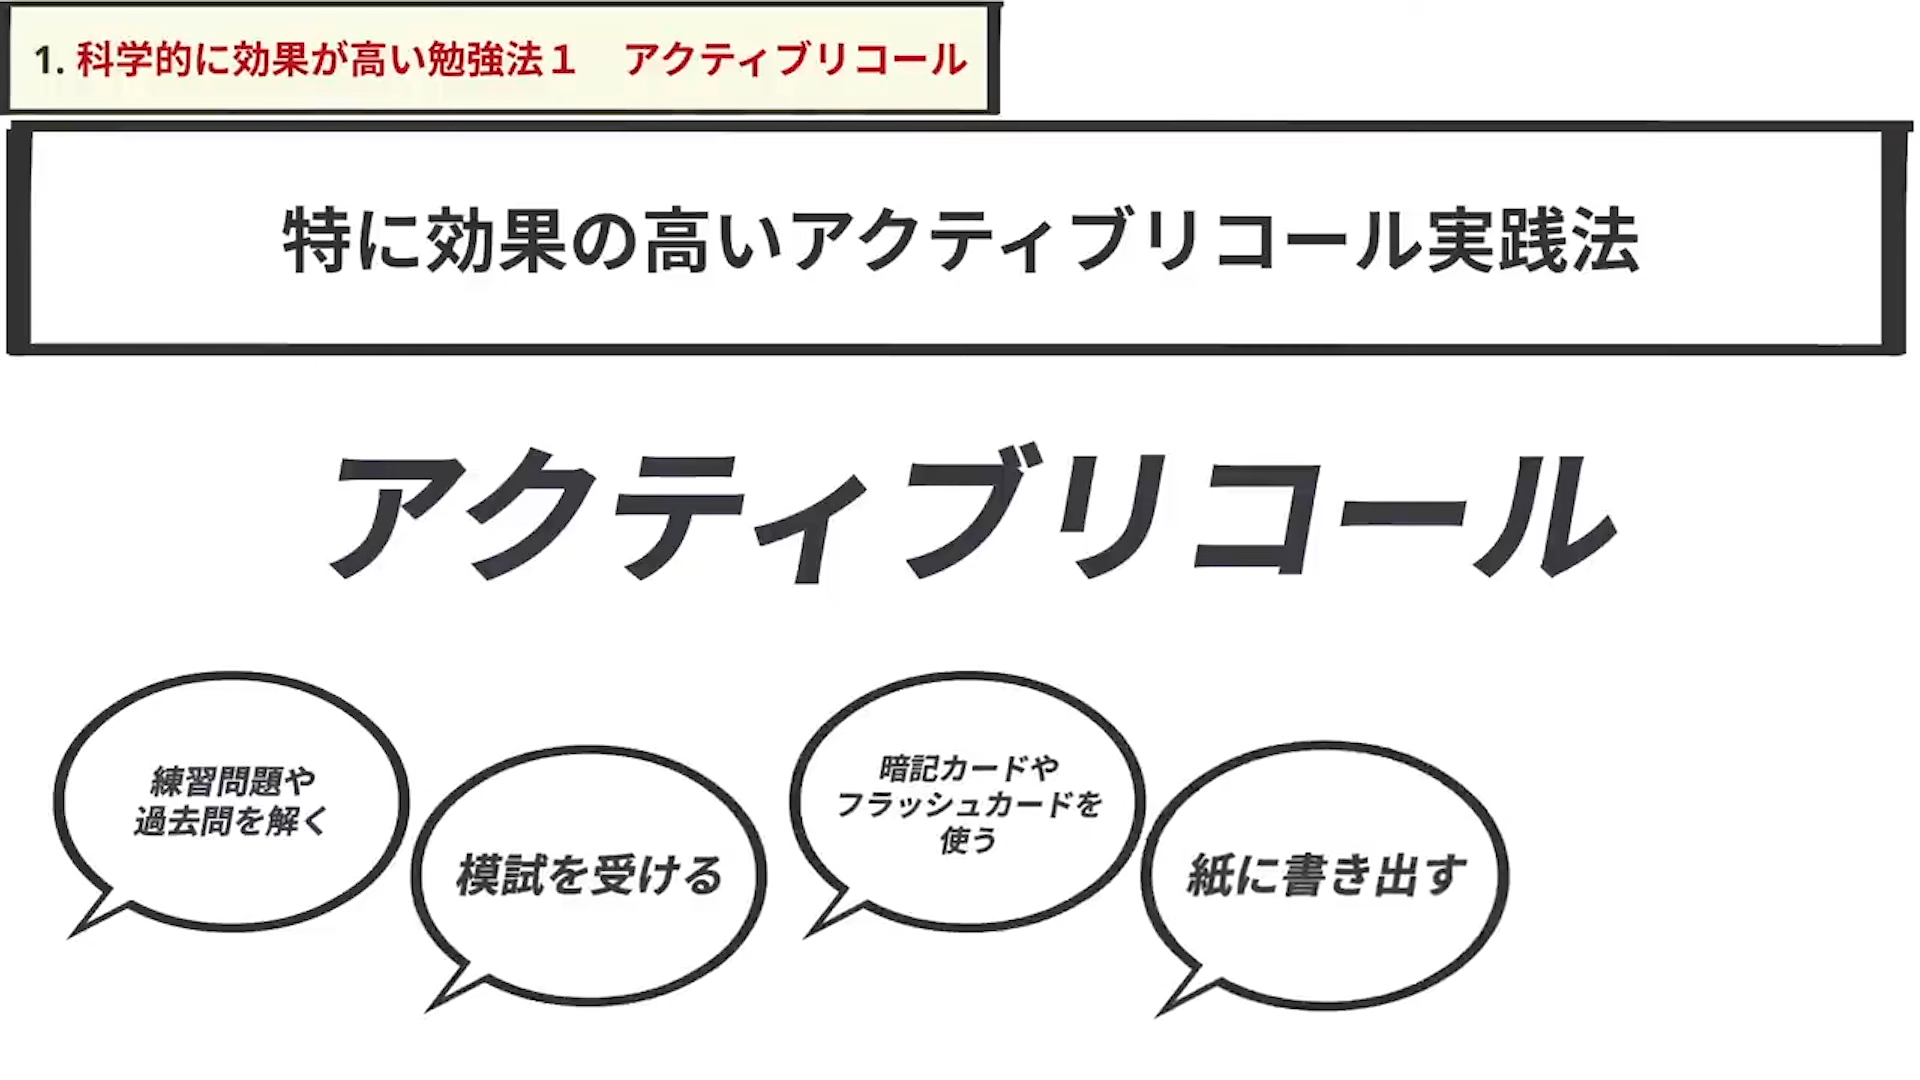 1. 科学的に効果が高い勉強法１　アクティブリコール
特に効果の高いアクティブリコール実践法
アクティブリコール
練習問題や
過去問を解く
模試を受ける
暗記カードや
フラッシュカードを
使う
紙に書き出す